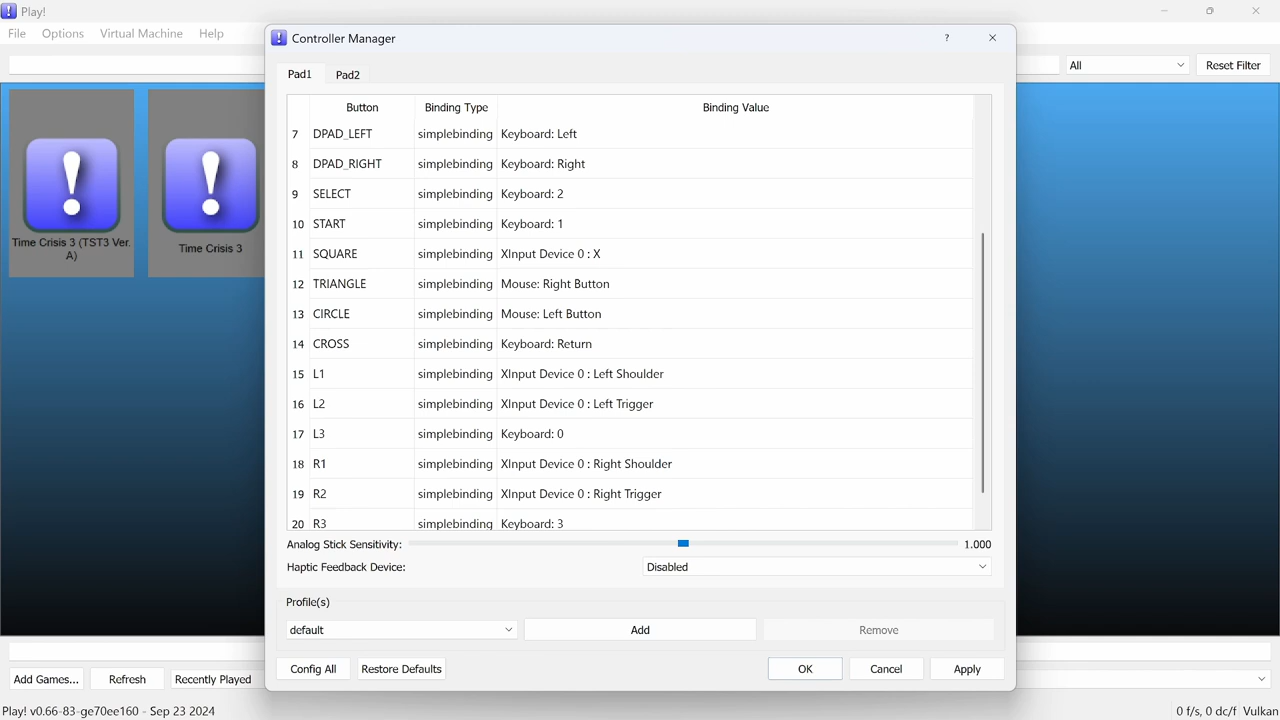 Play!
File Options Virtual Machine Help
All Reset Filter
Time Crisis 3 (TST3 Ver.
A)
Time Crisis 3
Controller Manager
?
Pad1 Pad2
Button Binding Type Binding Value
7 DPAD_LEFT simplebinding Keyboard: Left
8 DPAD_RIGHT simplebinding Keyboard: Right
9 SELECT simplebinding Keyboard: 2
10 START simplebinding Keyboard: 1
11 SQUARE simplebinding XInput Device 0 : X
12 TRIANGLE simplebinding Mouse: Right Button
13 CIRCLE simplebinding Mouse: Left Button
14 CROSS simplebinding Keyboard: Return
15 L1 simplebinding XInput Device 0 : Left Shoulder
16 L2 simplebinding XInput Device 0 : Left Trigger
17 L3 simplebinding Keyboard: 0
18 R1 simplebinding XInput Device 0 : Right Shoulder
19 R2 simplebinding XInput Device 0 : Right Trigger
20 R3 simplebinding Keyboard: 3
Analog Stick Sensitivity: 1.000
Haptic Feedback Device: Disabled
Profile(s)
default Add Remove
Config All Restore Defaults OK Cancel Apply
Add Games... Refresh Recently Played
Play! v0.66-83-ge70ee160 - Sep 23 2024 0 f/s, 0 dc/f Vulkan